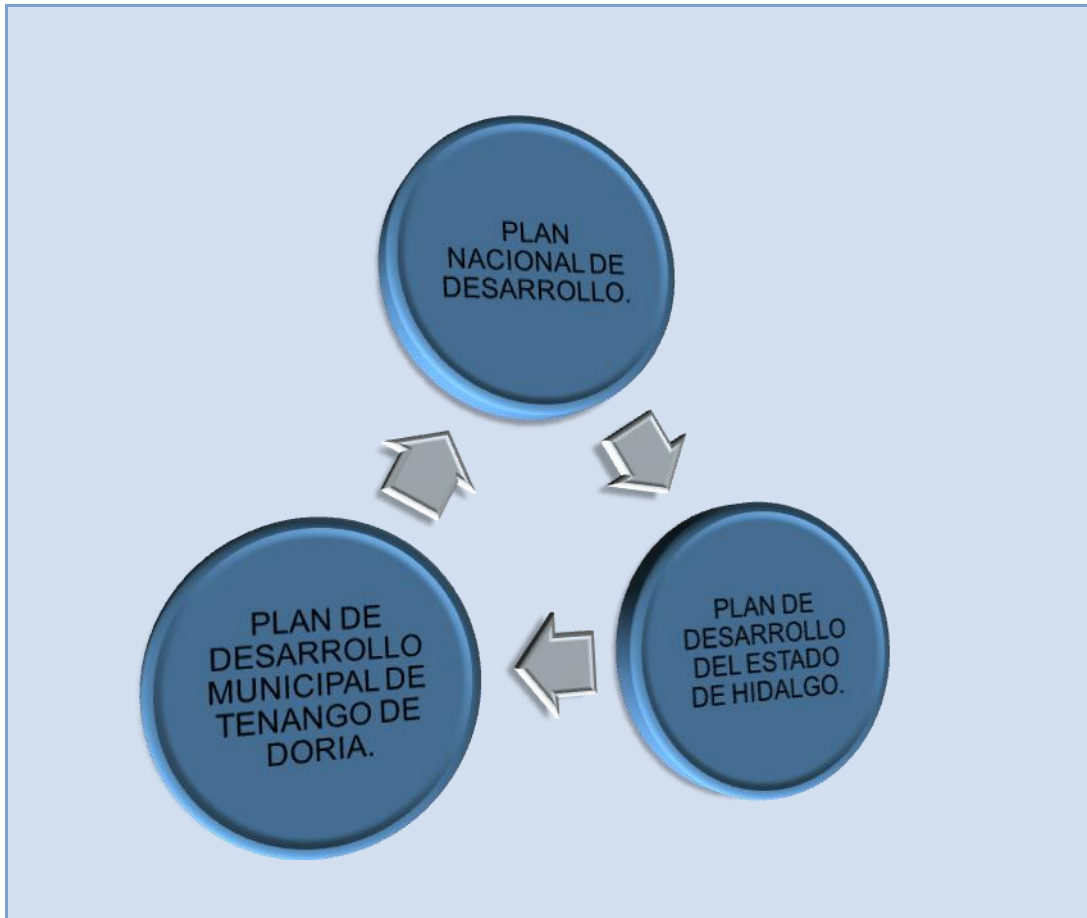 PLAN
NACIONAL DE
DESARROLLO.
PLAN DE
DESARROLLO
DEL ESTADO
DE HIDALGO.
PLAN DE
DESARROLLO
MUNICIPAL DE
TENANGO DE
DORIA.